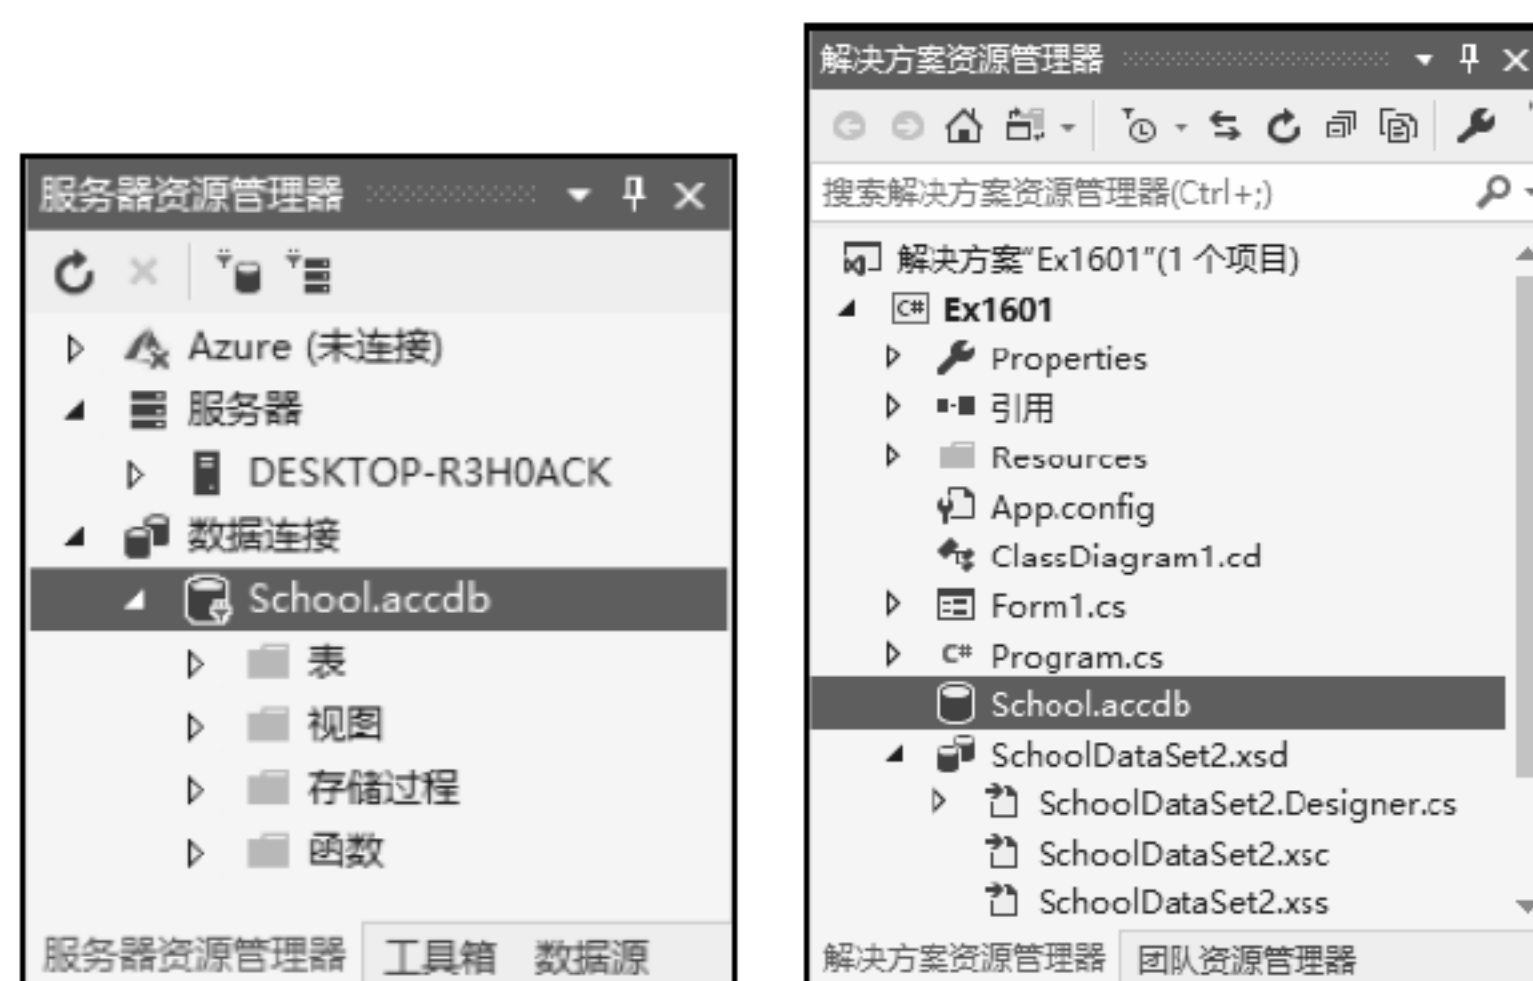 服务器资源管理器
Azure (未连接)
服务器
DESKTOP-R3H0ACK
数据连接
School.accdb
表
视图
存储过程
函数
服务器资源管理器 工具箱 数据源
解决方案资源管理器
搜索解决方案资源管理器(Ctrl+;)
解决方案“Ex1601”(1 个项目)
C# Ex1601
Properties
引用
Resources
App.config
ClassDiagram1.cd
Form1.cs
C# Program.cs
School.accdb
SchoolDataSet2.xsd
SchoolDataSet2.Designer.cs
SchoolDataSet2.xsc
SchoolDataSet2.xss
解决方案资源管理器 团队资源管理器